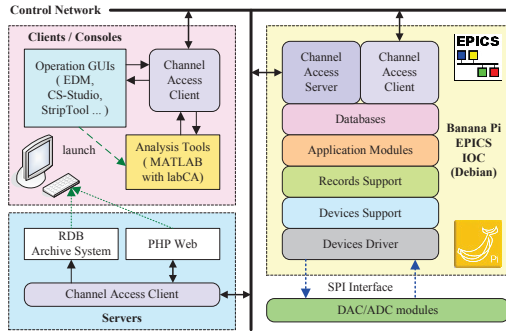 Control Network
Clients / Consoles
Operation GUIs
( EDM,
CS-Studio,
StripTool ... )
Channel
Access
Client
launch
Analysis Tools
( MATLAB
with labCA)
RDB
Archive System
PHP Web
Channel Access Client
Servers
Channel
Access
Server
Channel
Access
Client
Databases
Application Modules
Records Support
Devices Support
Devices Driver
SPI Interface
DAC/ADC modules
EPICS
Banana Pi
EPICS
IOC
(Debian)
Pi